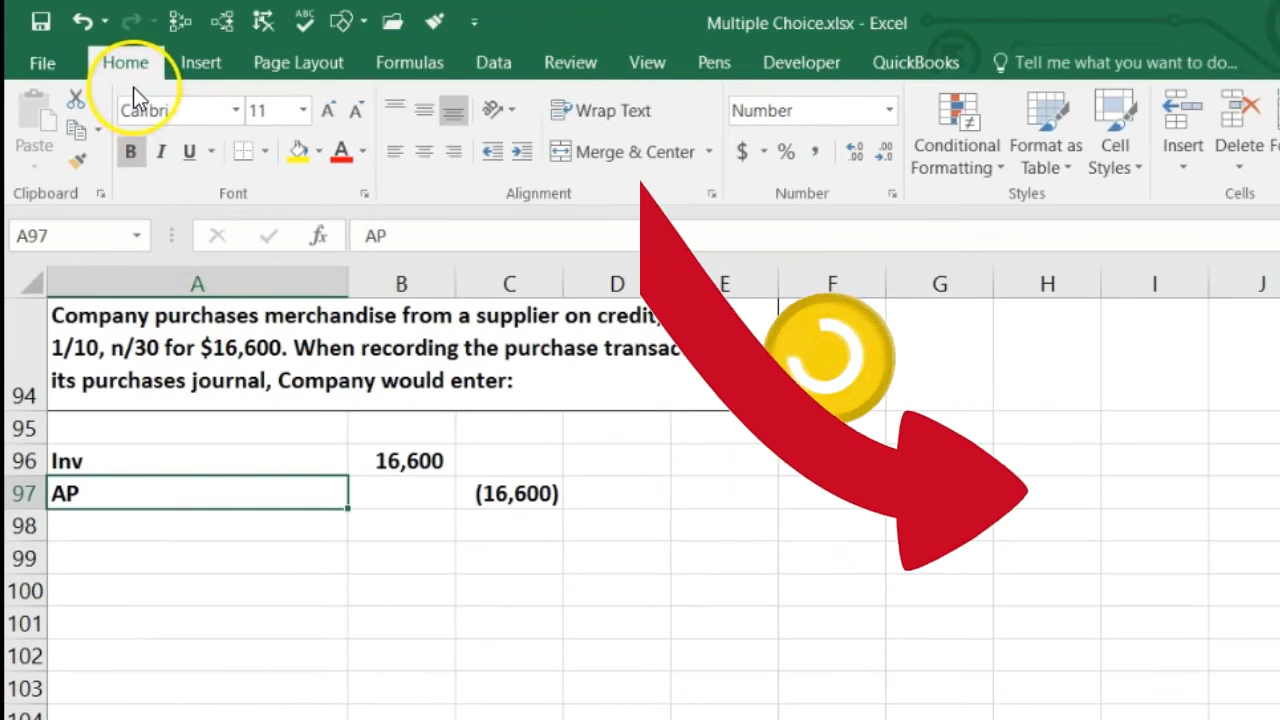 ABC
Multiple Choice.xlsx - Excel
File Home Insert Page Layout Formulas Data Review View Pens Developer QuickBooks Tell me what you want to do...
Calibri 11 Wrap Text Number
Paste B I U A Merge & Center $ % , Conditional Formatting Format as Table Cell Styles Insert Delete
Clipboard Font Alignment Number Styles Cells
A97 fx AP
A B C D E F G H I J
Company purchases merchandise from a supplier on credit,
1/10, n/30 for $16,600. When recording the purchase
94 its purchases journal, Company would enter:
95
96 Inv 16,600
97 AP (16,600)
98
99
100
101
102
103